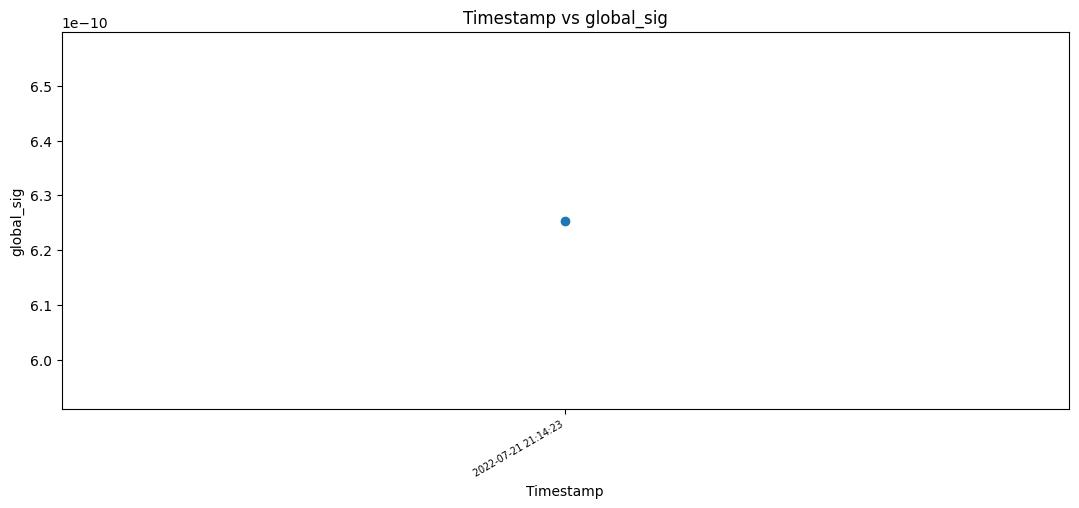 Timestamp vs global_sig
1e−10
6.5
6.4
6.3
6.2
6.1
6.0
global_sig
2022-07-21 21:14:23
Timestamp